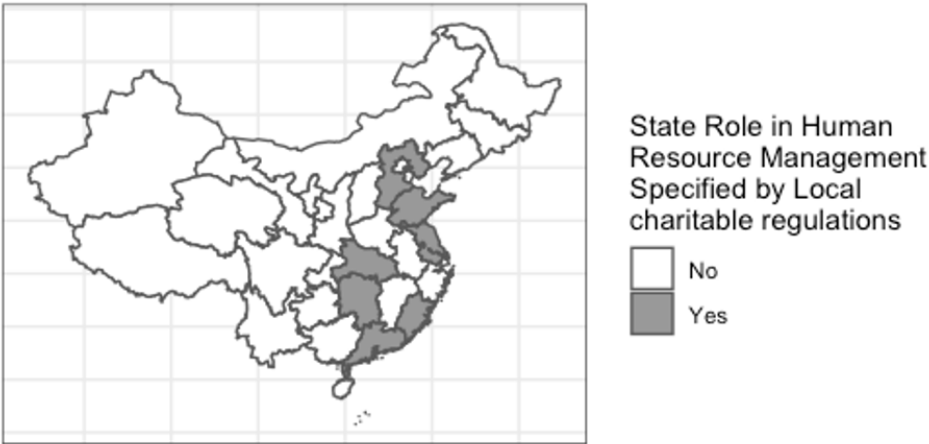 State Role in Human
Resource Management
Specified by Local
charitable regulations
No
Yes